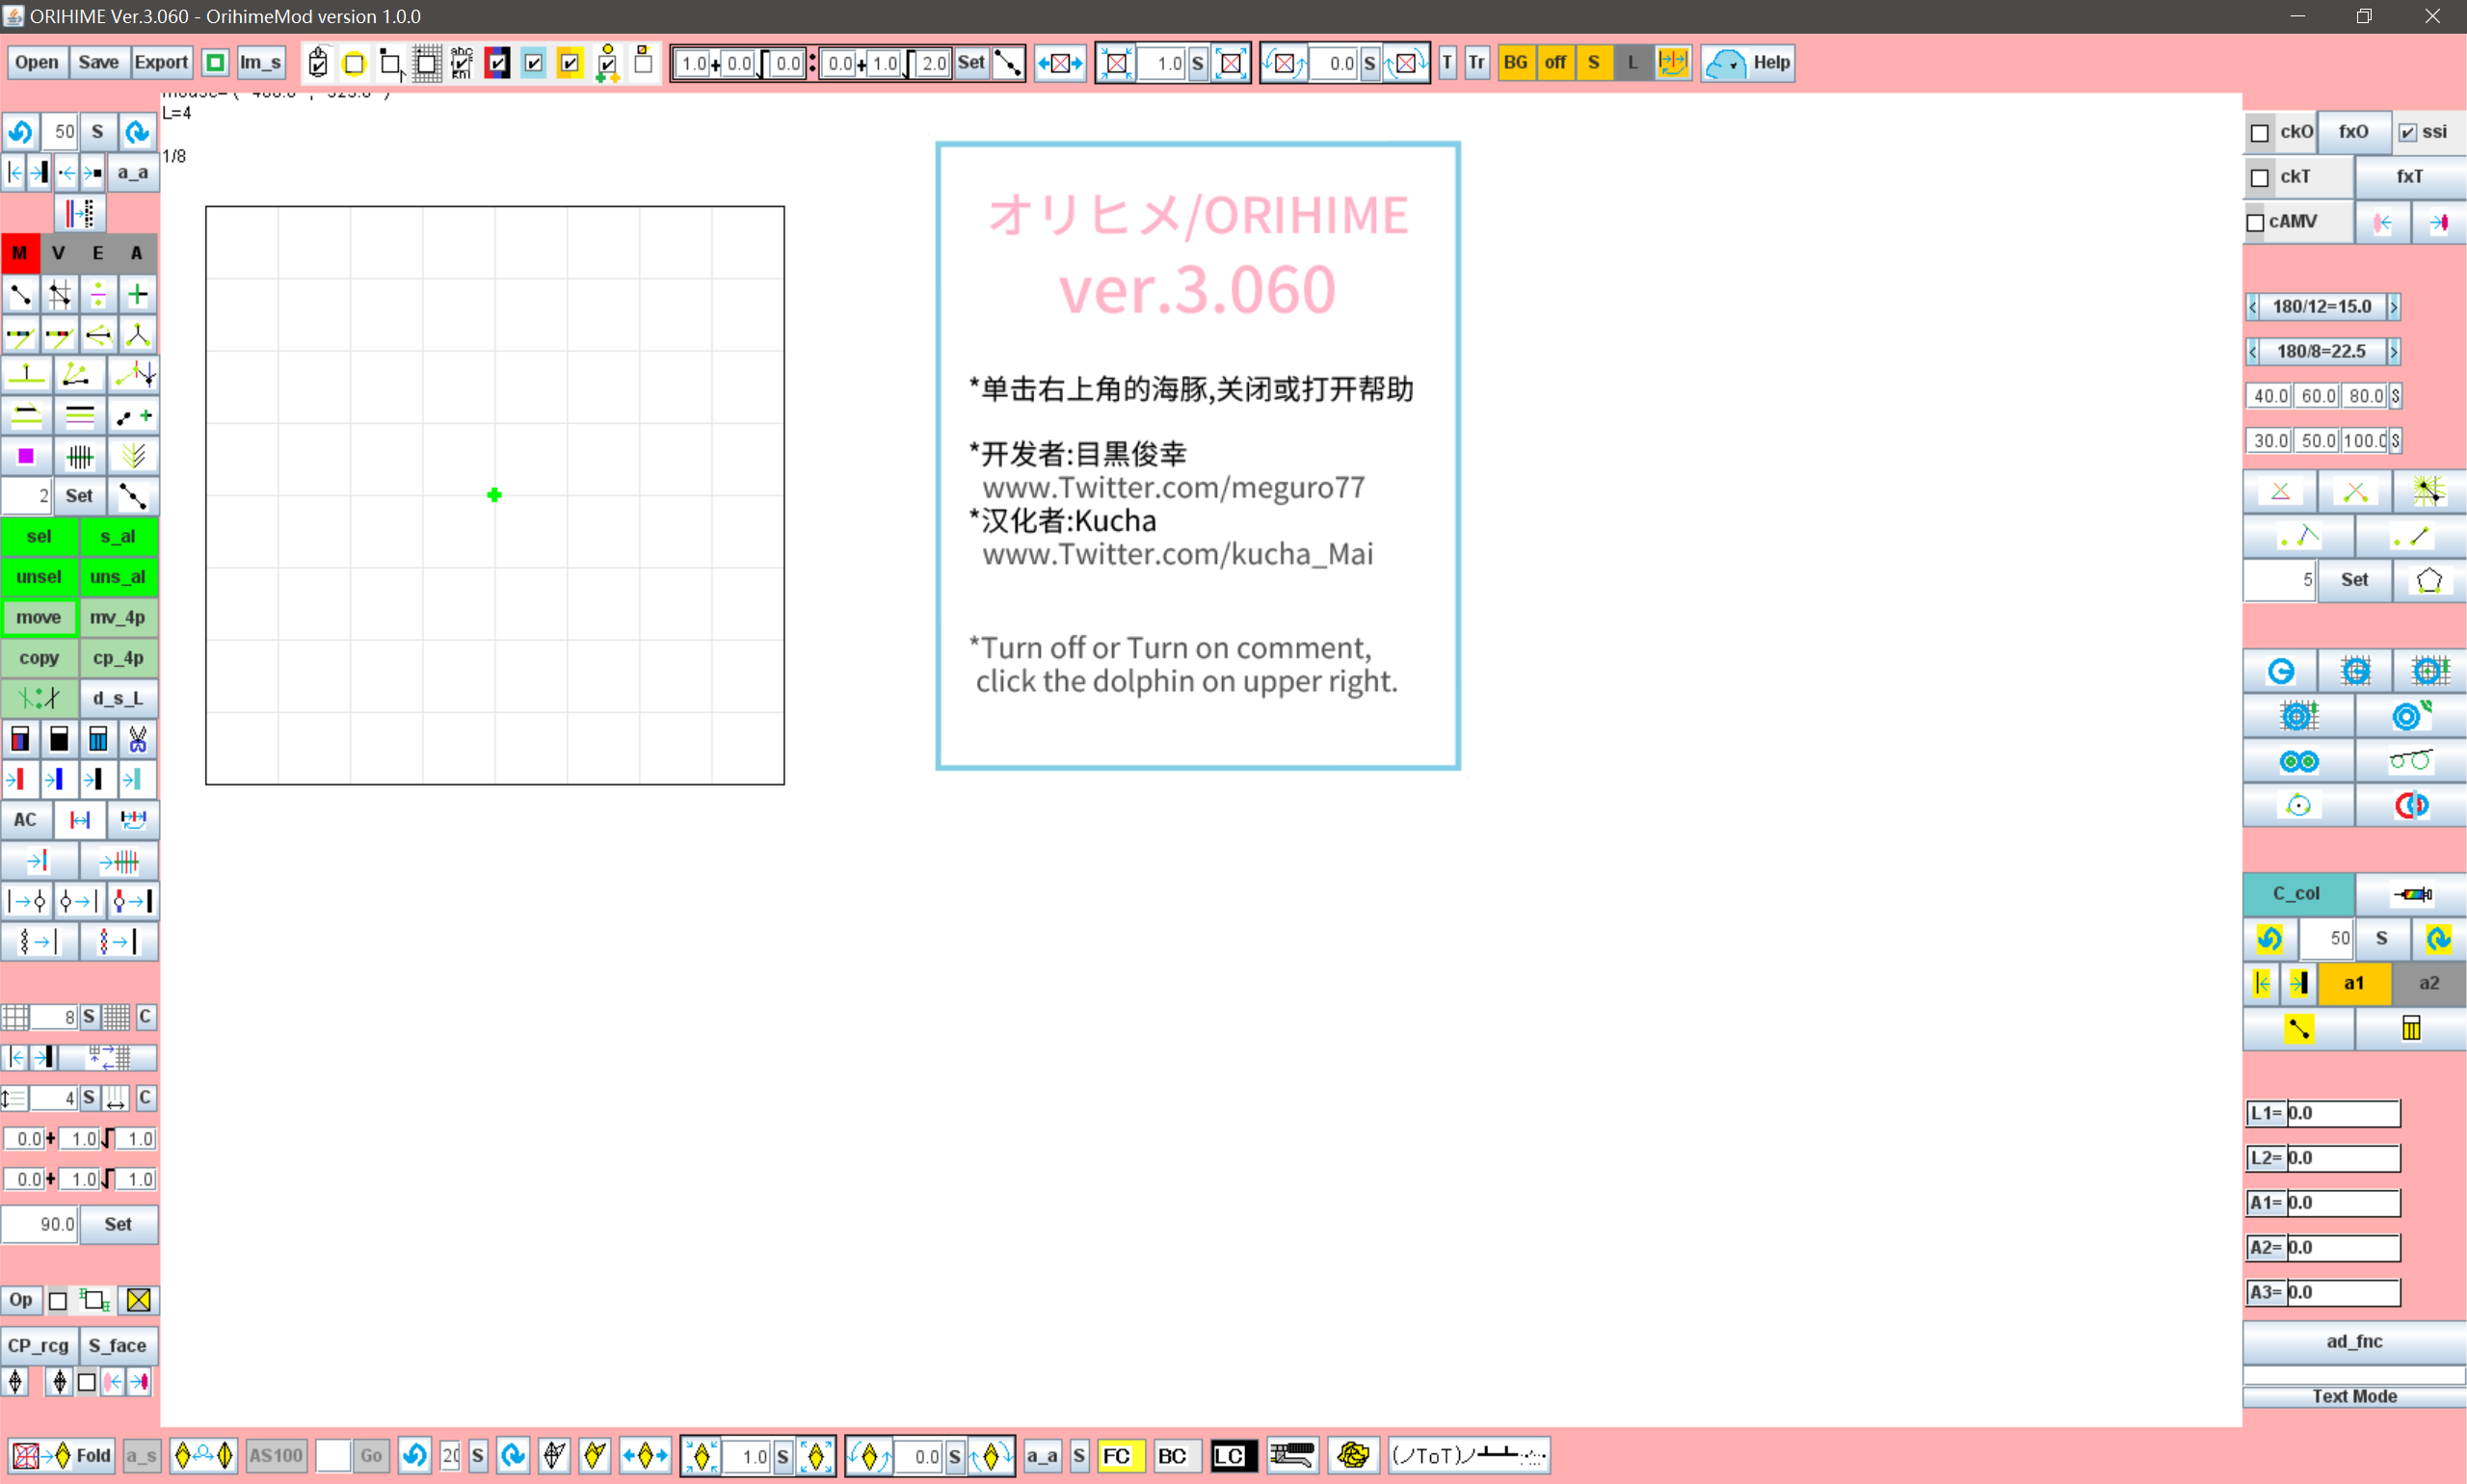 ORIHIME Ver.3.060 - OrihimeMod version 1.0.0
Open Save Export Im_s 1.0 + 0.0 √ 0.0 : 0.0 + 1.0 √ 2.0 Set 1.0 S 0.0 S T Tr BG off S L Help
L=4
1/8
50 S
a_a
M V E A
2 Set
sel s_al
unsel uns_al
move mv_4p
copy cp_4p
d_s_L
AC
8 S C
4 S C
0.0 + 1.0 √ 1.0
0.0 + 1.0 √ 1.0
90.0 Set
Op
CP_rcg S_face
オリヒメ/ORIHIME
ver.3.060
*单击右上角的海豚,关闭或打开帮助
*开发者:目黒俊幸
www.Twitter.com/meguro77
*汉化者:Kucha
www.Twitter.com/kucha_Mai
*Turn off or Turn on comment,
click the dolphin on upper right.
ckO fxO ssi
ckT fxT
cAMV
< 180/12=15.0 >
< 180/8=22.5 >
40.0 60.0 80.0 S
30.0 50.0 100.0 S
5 Set
C_col
50 S
a1 a2
L1= 0.0
L2= 0.0
A1= 0.0
A2= 0.0
A3= 0.0
ad_fnc
Text Mode
Fold a_s AS100 Go S 1.0 S 0.0 S a_a S FC BC LC (ノToT)ノ